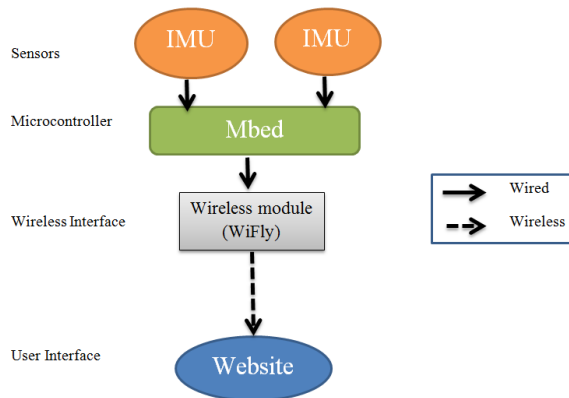 IMU
IMU
Sensors
Microcontroller
Mbed
Wireless module
(WiFly)
Wireless Interface
Wired
Wireless
User Interface
Website